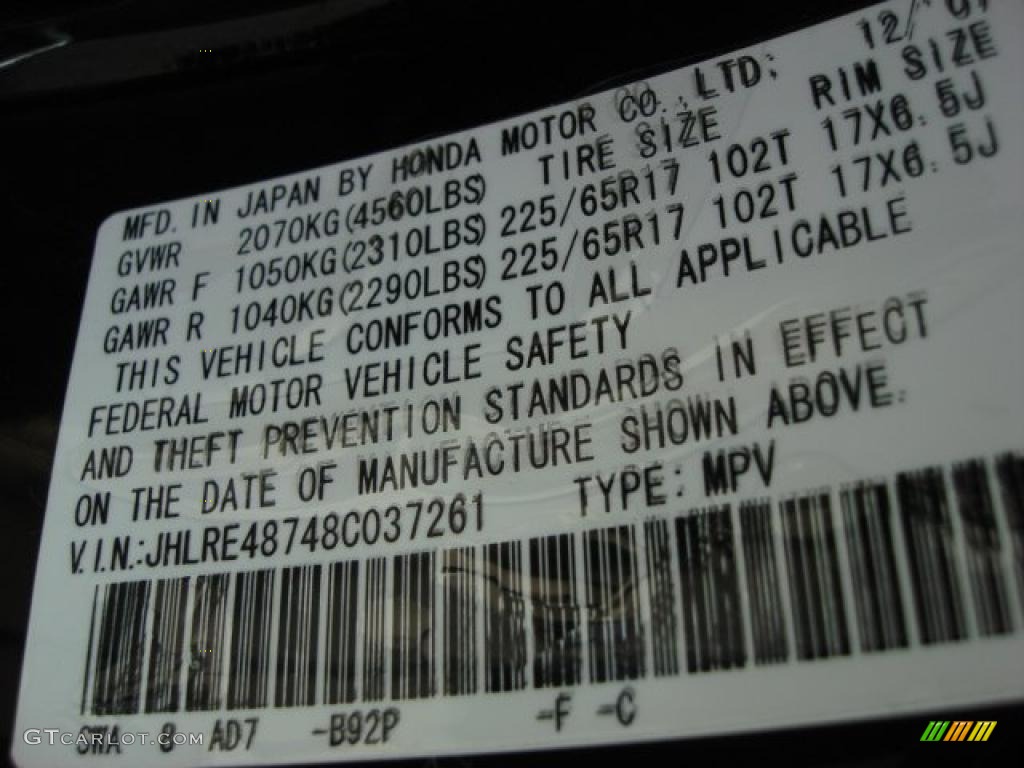 12/'07
MFD. IN JAPAN BY HONDA MOTOR CO.,LTD;
GVWR 2070KG(4560LBS) TIRE SIZE RIM SIZE
GAWR F 1050KG(2310LBS) 225/65R17 102T 17X6.5J
GAWR R 1040KG(2290LBS) 225/65R17 102T 17X6.5J
THIS VEHICLE CONFORMS TO ALL APPLICABLE
FEDERAL MOTOR VEHICLE SAFETY
AND THEFT PREVENTION STANDARDS IN EFFECT
ON THE DATE OF MANUFACTURE SHOWN ABOVE.
V.I.N.:JHLRE48748C037261 TYPE: MPV
AD7 -B92P -F -C
GTCARLOT.COM